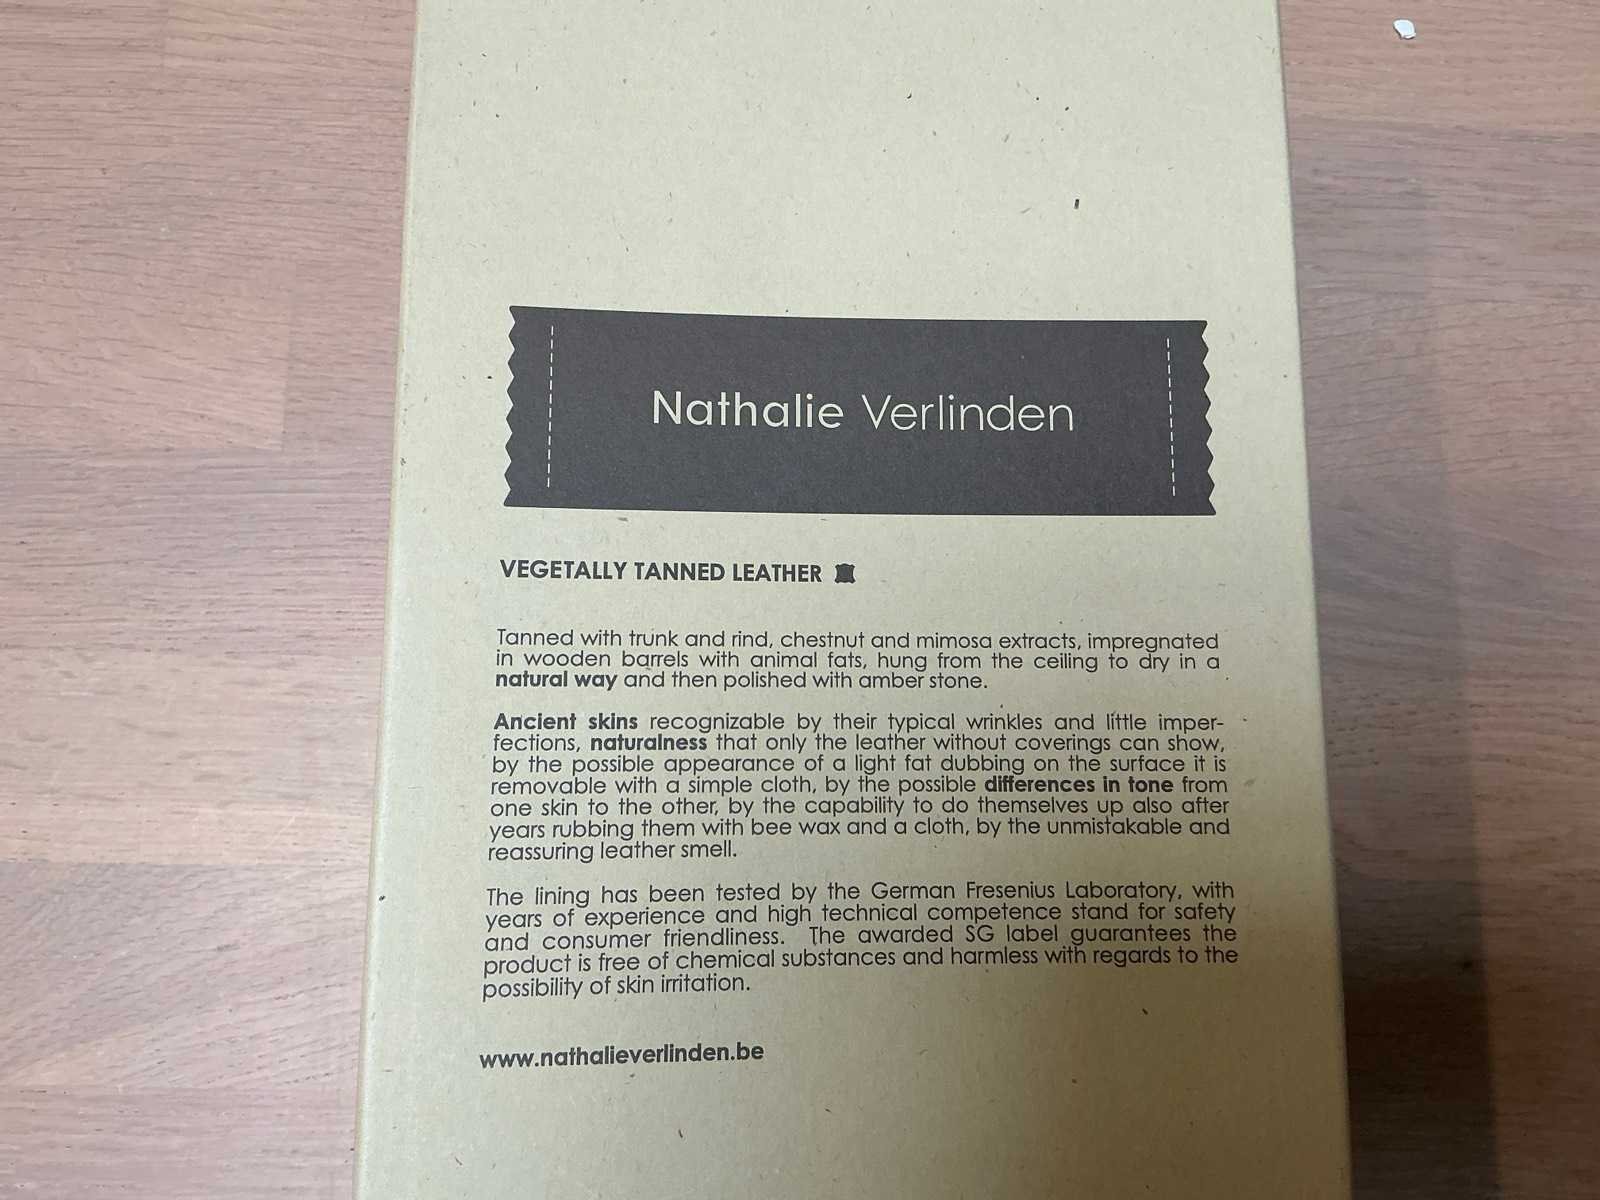 Nathalie Verlinden
VEGETALLY TANNED LEATHER
Tanned with trunk and rind, chestnut and mimosa extracts, impregnated
in wooden barrels with animal fats, hung from the ceiling to dry in a
natural way and then polished with amber stone.
Ancient skins recognizable by their typical wrinkles and little imper-
fections, naturalness that only the leather without coverings can show,
by the possible appearance of a light fat dubbing on the surface it is
removable with a simple cloth, by the possible differences in tone from
one skin to the other, by the capability to do themselves up also after
years rubbing them with bee wax and a cloth, by the unmistakable and
reassuring leather smell.
The lining has been tested by the German Fresenius Laboratory, with
years of experience and high technical competence stand for safety
and consumer friendliness. The awarded SG label guarantees the
product is free of chemical substances and harmless with regards to the
possibility of skin irritation.
www.nathalieverlinden.be